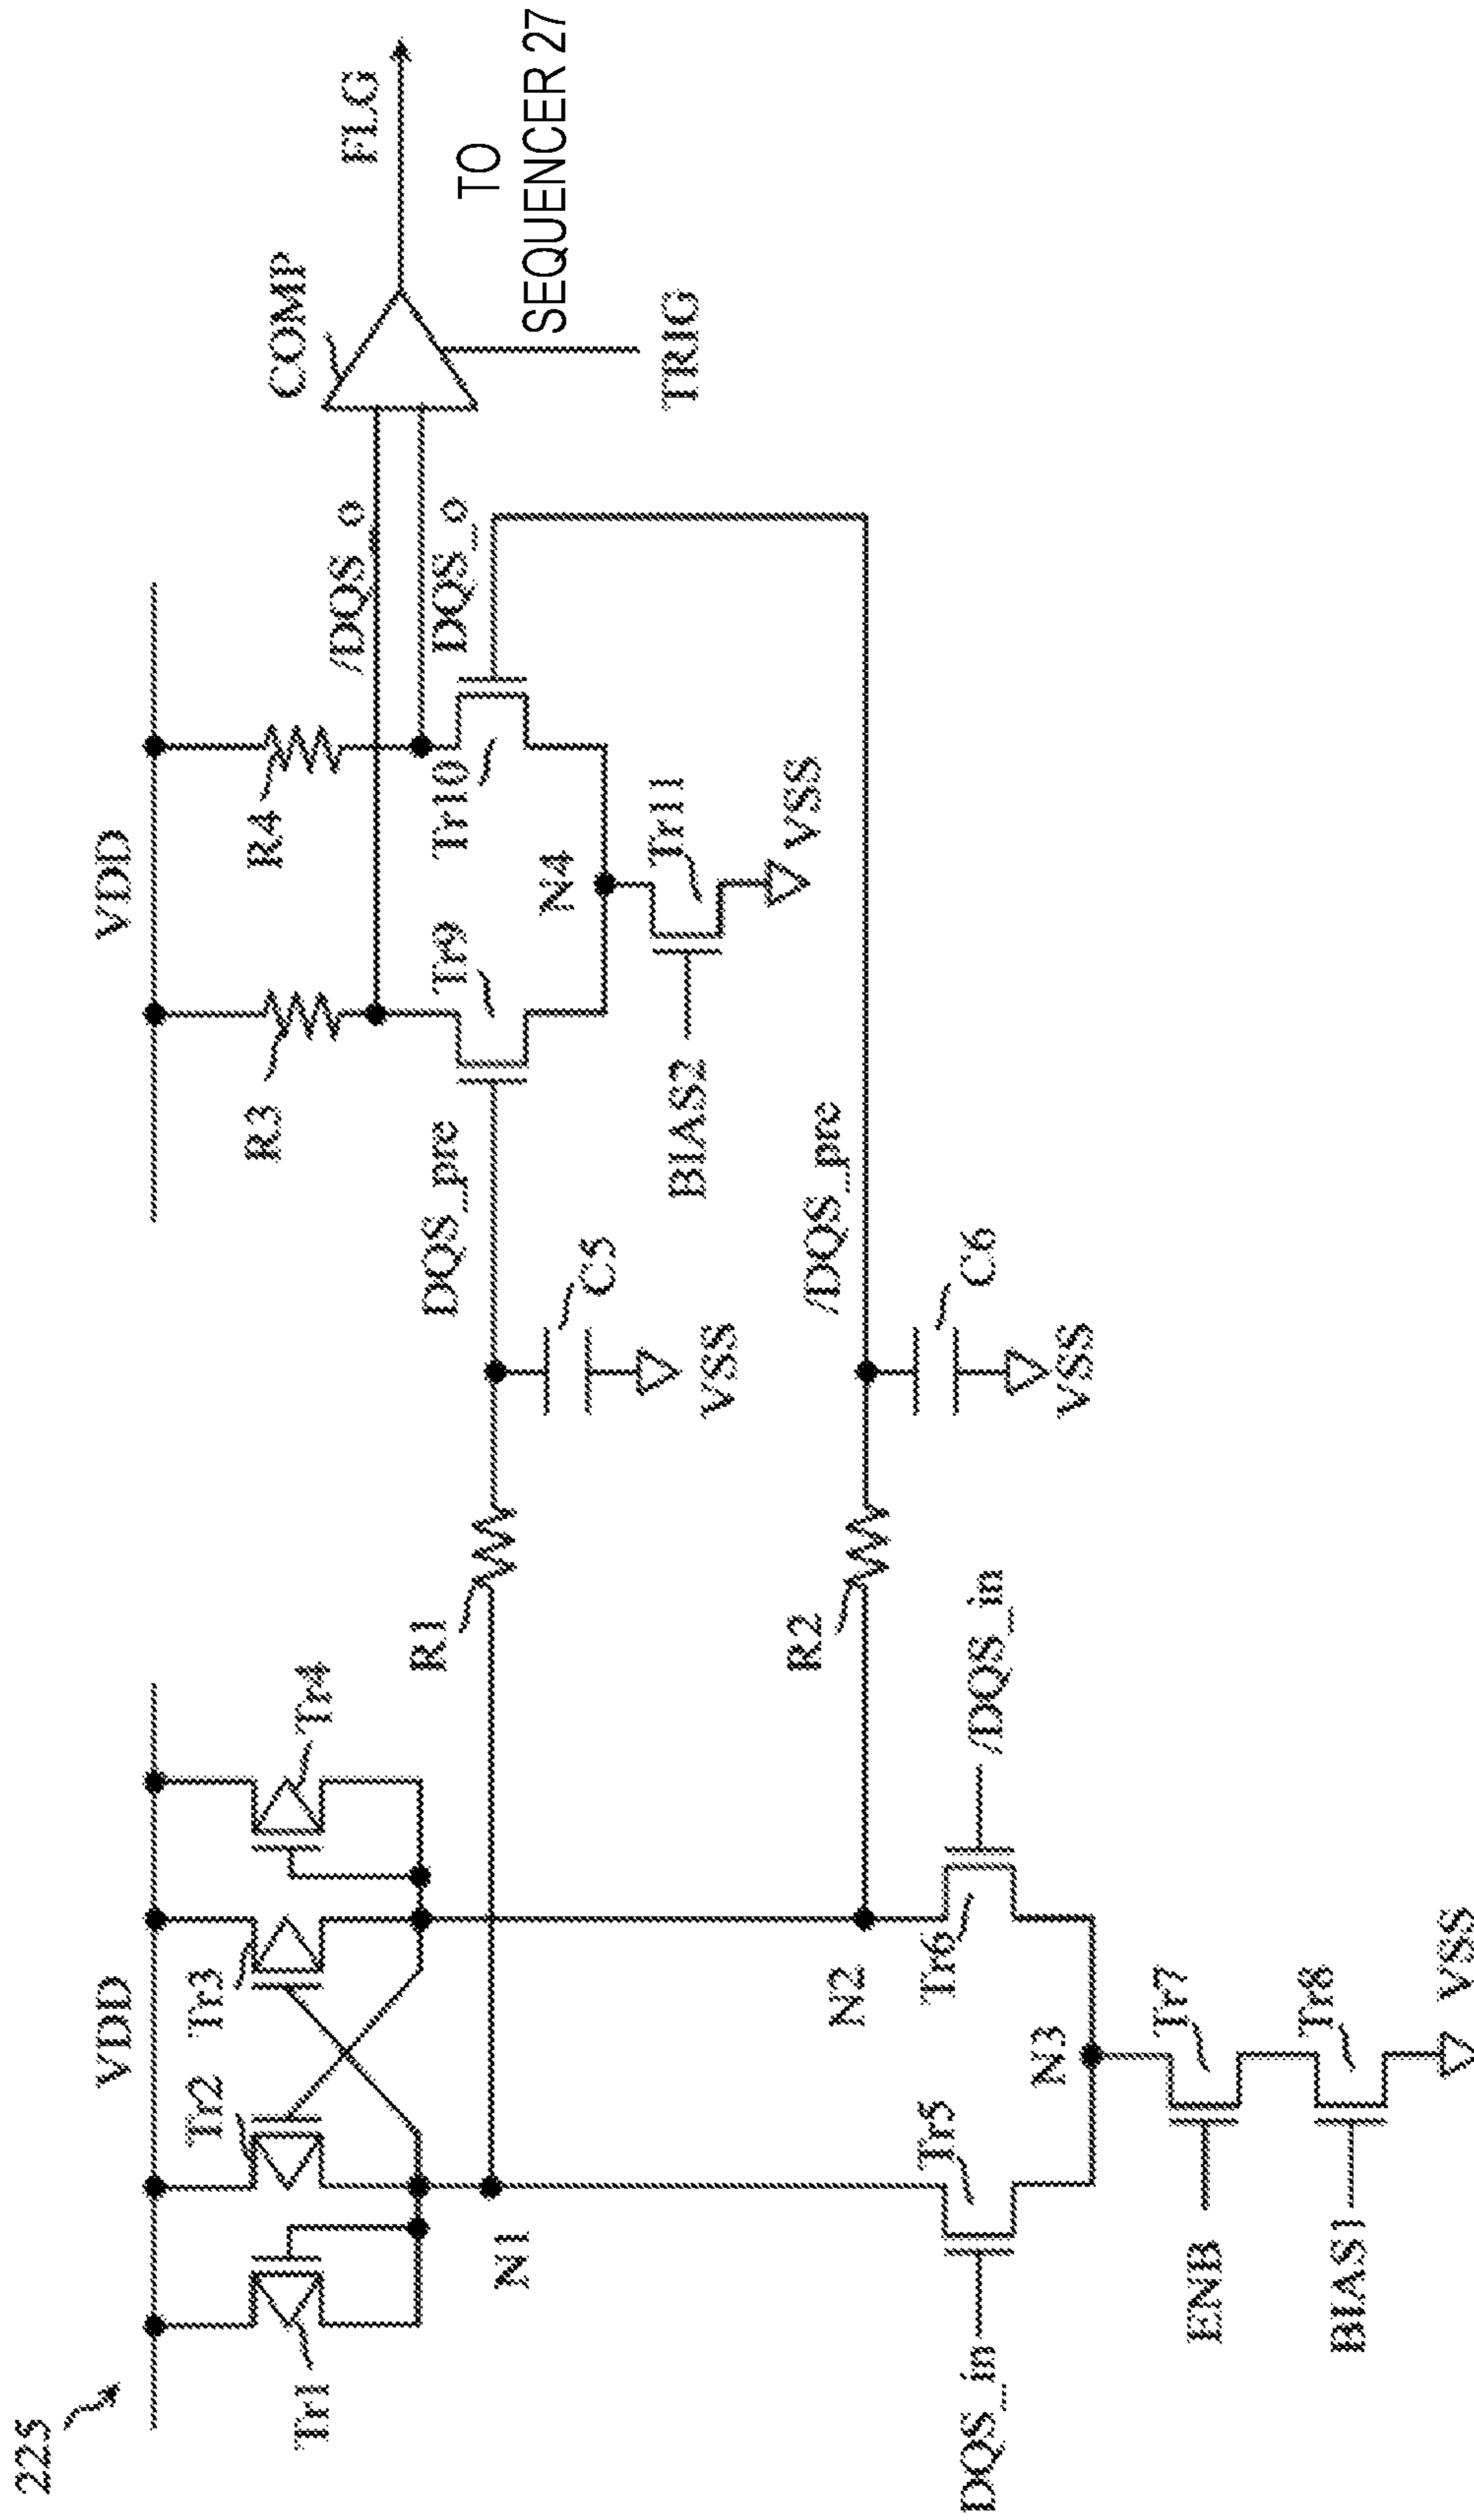 225
VDD
VDD
Tr1
Tr2
Tr3
Tr4
R3
R4
COMP
FLG
/DQS_o
DQS_o
TO
SEQUENCER 27
TRIG
N1
R1
DQS_pre
Tr9
Tr10
N4
C5
VSS
BIAS2
Tr11
VSS
N2
R2
/DQS_pre
C6
VSS
DQS_in
Tr5
Tr6
/DQS_in
N3
ENB
Tr7
BIAS1
Tr8
VSS